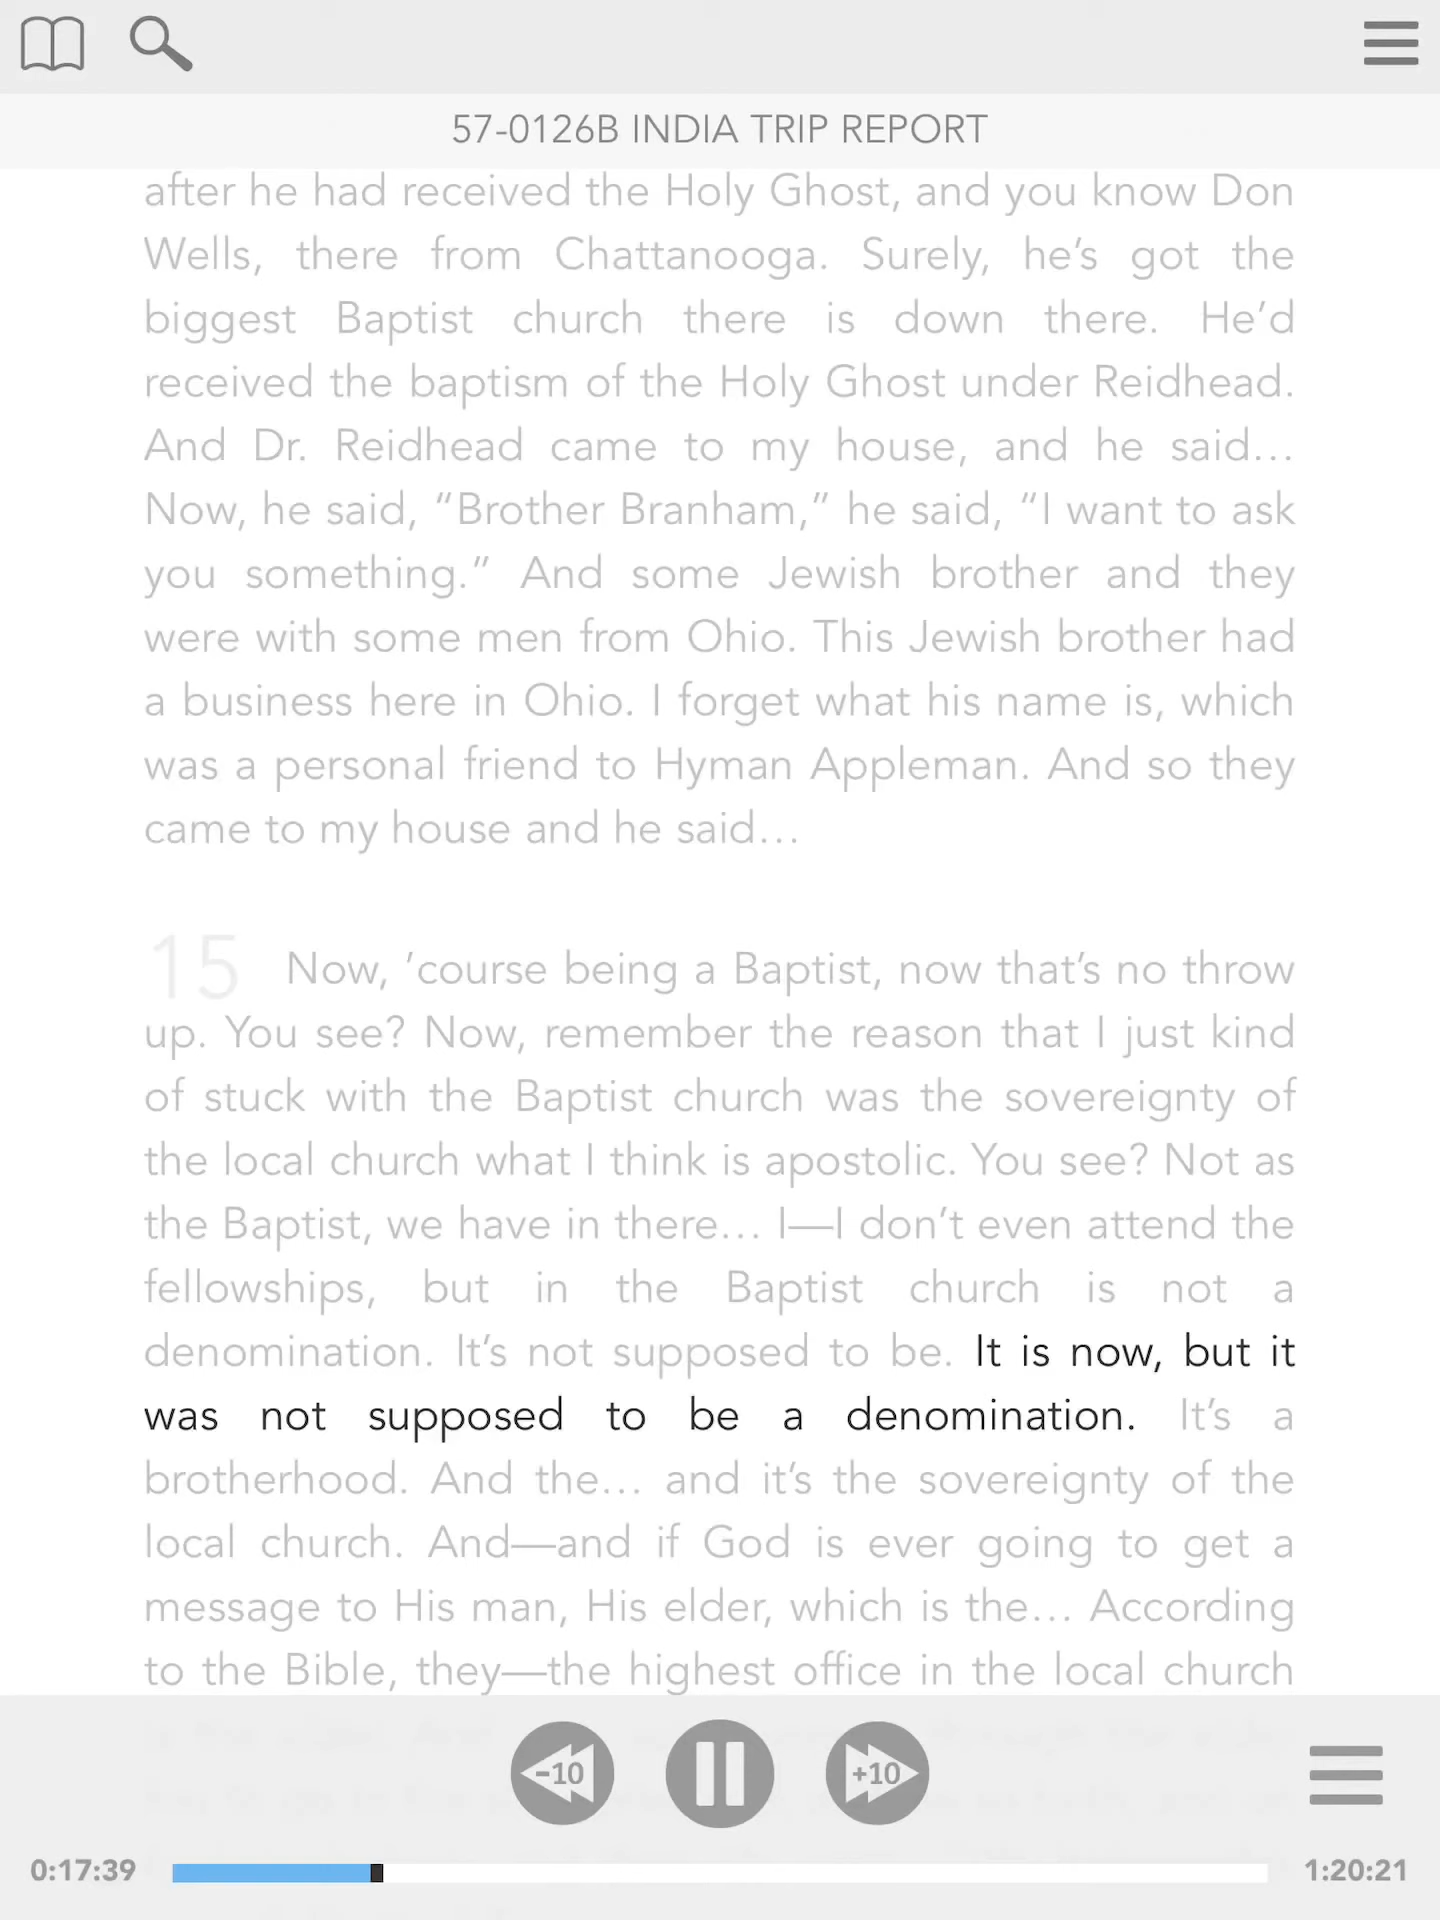 57-0126B INDIA TRIP REPORT
after he had received the Holy Ghost, and you know Don
Wells, there from Chattanooga. Surely, he’s got the
biggest Baptist church there is down there. He’d
received the baptism of the Holy Ghost under Reidhead.
And Dr. Reidhead came to my house, and he said…
Now, he said, “Brother Branham,” he said, “I want to ask
you something.” And some Jewish brother and they
were with some men from Ohio. This Jewish brother had
a business here in Ohio. I forget what his name is, which
was a personal friend to Hyman Appleman. And so they
came to my house and he said…
15 Now, ’course being a Baptist, now that’s no throw
up. You see? Now, remember the reason that I just kind
of stuck with the Baptist church was the sovereignty of
the local church what I think is apostolic. You see? Not as
the Baptist, we have in there… I—I don’t even attend the
fellowships, but in the Baptist church is not a
denomination. It’s not supposed to be. It is now, but it
was not supposed to be a denomination. It’s a
brotherhood. And the… and it’s the sovereignty of the
local church. And—and if God is ever going to get a
message to His man, His elder, which is the… According
to the Bible, they—the highest office in the local church
-10 +10
0:17:39 1:20:21